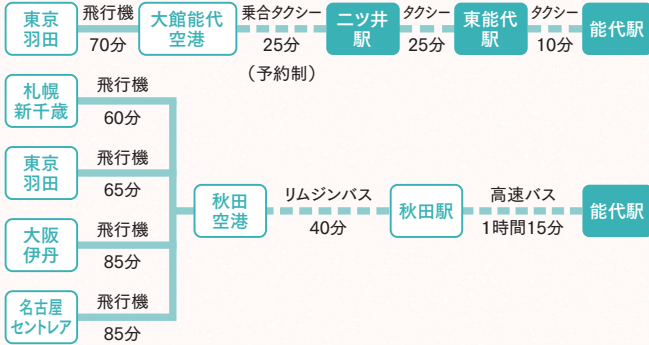 東京
羽田
飛行機
70分
大館能代
空港
乗合タクシー
25分
（予約制）
二ツ井
駅
タクシー
25分
東能代
駅
タクシー
10分
能代駅
札幌
新千歳
飛行機
60分
東京
羽田
飛行機
65分
大阪
伊丹
飛行機
85分
名古屋
セントレア
飛行機
85分
秋田
空港
リムジンバス
40分
秋田駅
高速バス
1時間15分
能代駅